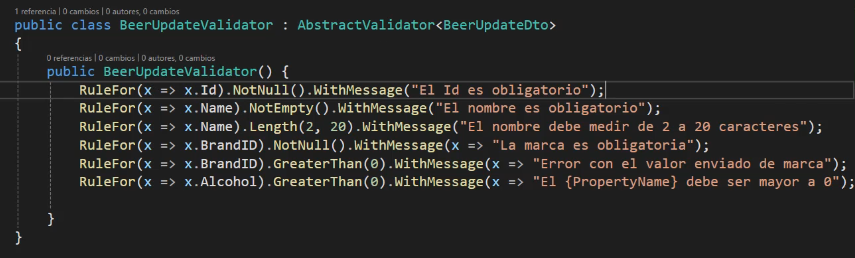 1 referencia | 0 cambios | 0 autores, 0 cambios
public class BeerUpdateValidator : AbstractValidator<BeerUpdateDto>
{
0 referencias | 0 cambios | 0 autores, 0 cambios
public BeerUpdateValidator() {
RuleFor(x => x.Id).NotNull().WithMessage("El Id es obligatorio");
RuleFor(x => x.Name).NotEmpty().WithMessage("El nombre es obligatorio");
RuleFor(x => x.Name).Length(2, 20).WithMessage("El nombre debe medir de 2 a 20 caracteres");
RuleFor(x => x.BrandID).NotNull().WithMessage(x => "La marca es obligatoria");
RuleFor(x => x.BrandID).GreaterThan(0).WithMessage(x => "Error con el valor enviado de marca");
RuleFor(x => x.Alcohol).GreaterThan(0).WithMessage(x => "El {PropertyName} debe ser mayor a 0");
}
}